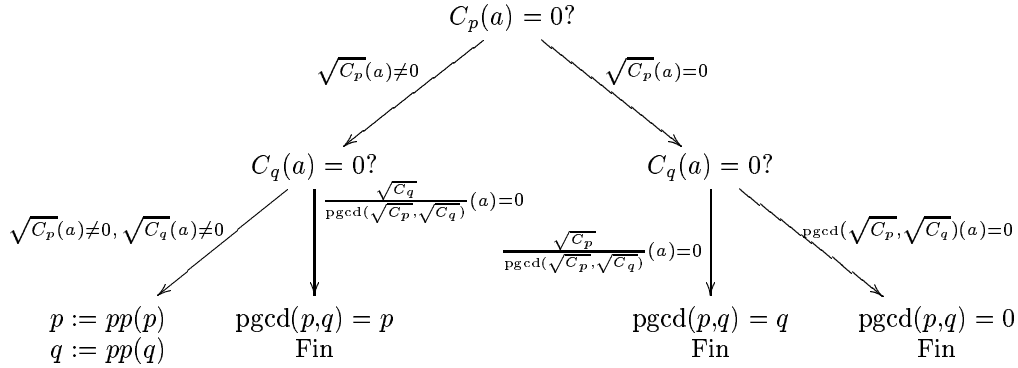 C_p(a) = 0?
√C_p(a)≠0
√C_p(a)=0
C_q(a) = 0?
C_q(a) = 0?
√C_q / pgcd(√C_p,√C_q) (a)=0
√C_p(a)≠0, √C_q(a)≠0
pgcd(√C_p,√C_q)(a)=0
√C_p / pgcd(√C_p,√C_q) (a)=0
p := pp(p)
q := pp(q)
pgcd(p,q) = p
Fin
pgcd(p,q) = q
Fin
pgcd(p,q) = 0
Fin